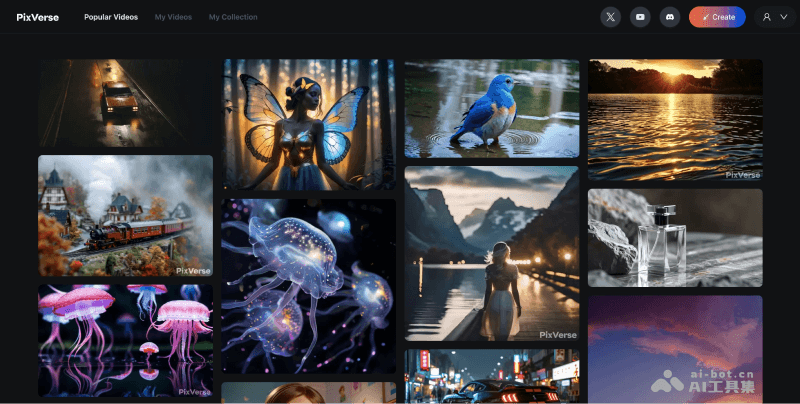 PixVerse
Popular Videos
My Videos
My Collection
Create
PixVerse
PixVerse
PixVerse
PixVerse
ai-bot.cn
AI工具集